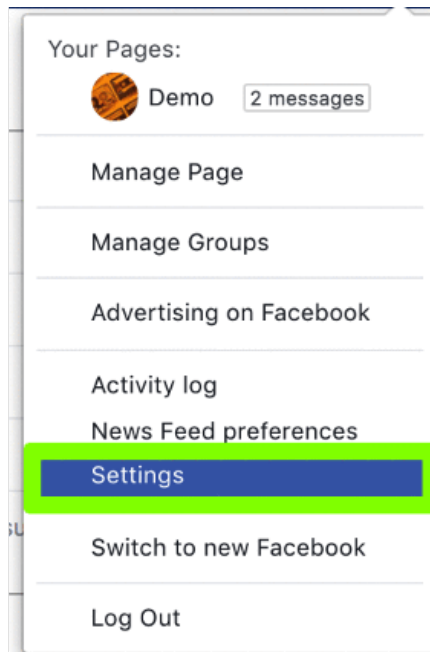 Your Pages:
Demo 2 messages
Manage Page
Manage Groups
Advertising on Facebook
Activity log
News Feed preferences
Settings
Switch to new Facebook
Log Out